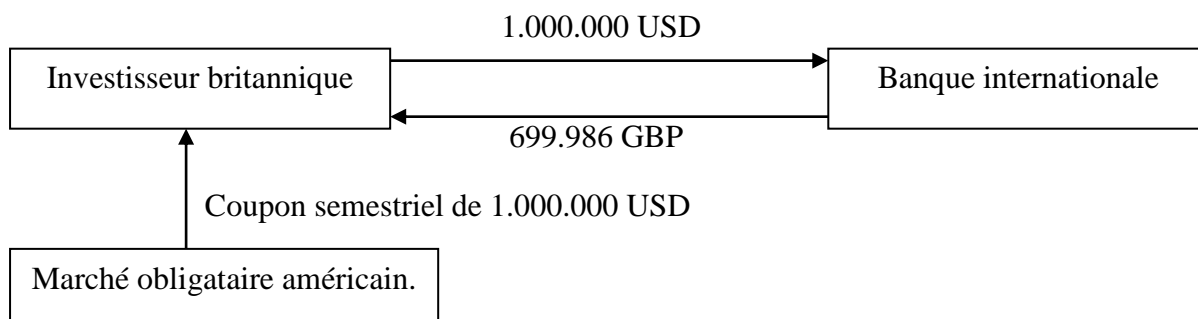 1.000.000 USD
Investisseur britannique
Banque internationale
699.986 GBP
Coupon semestriel de 1.000.000 USD
Marché obligataire américain.